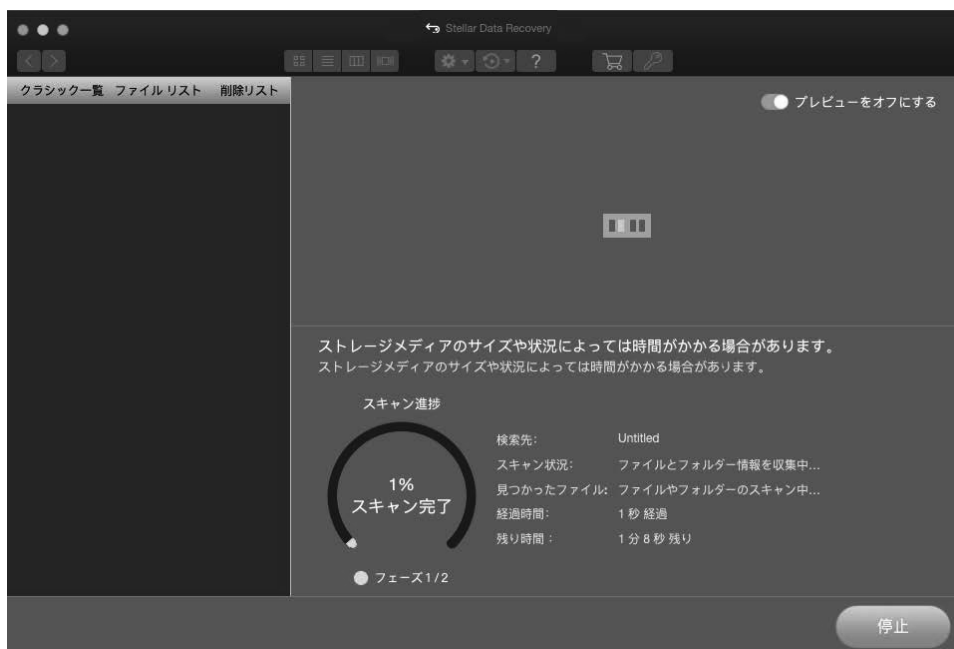 Stellar Data Recovery
?
クラシック一覧 ファイル リスト 削除リスト
プレビューをオフにする
ストレージメディアのサイズや状況によっては時間がかかる場合があります。
ストレージメディアのサイズや状況によっては時間がかかる場合があります。
スキャン進捗
1%
スキャン完了
フェーズ1/2
検索先: Untitled
スキャン状況: ファイルとフォルダー情報を収集中...
見つかったファイル: ファイルやフォルダーのスキャン中...
経過時間: 1 秒 経過
残り時間 : 1 分 8 秒 残り
停止